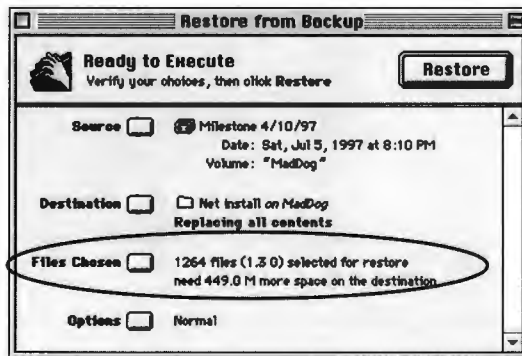 Restore from Backup
Ready to Execute
Verify your choices, then click Restore
Restore
Source
Milestone 4/10/97
Date: Sat, Jul 5, 1997 at 8:10 PM
Volume: "MadDog"
Destination
Net Install on MadDog
Replacing all contents
Files Chosen
1264 files (1.3 G) selected for restore
need 449.0 M more space on the destination
Options
Normal